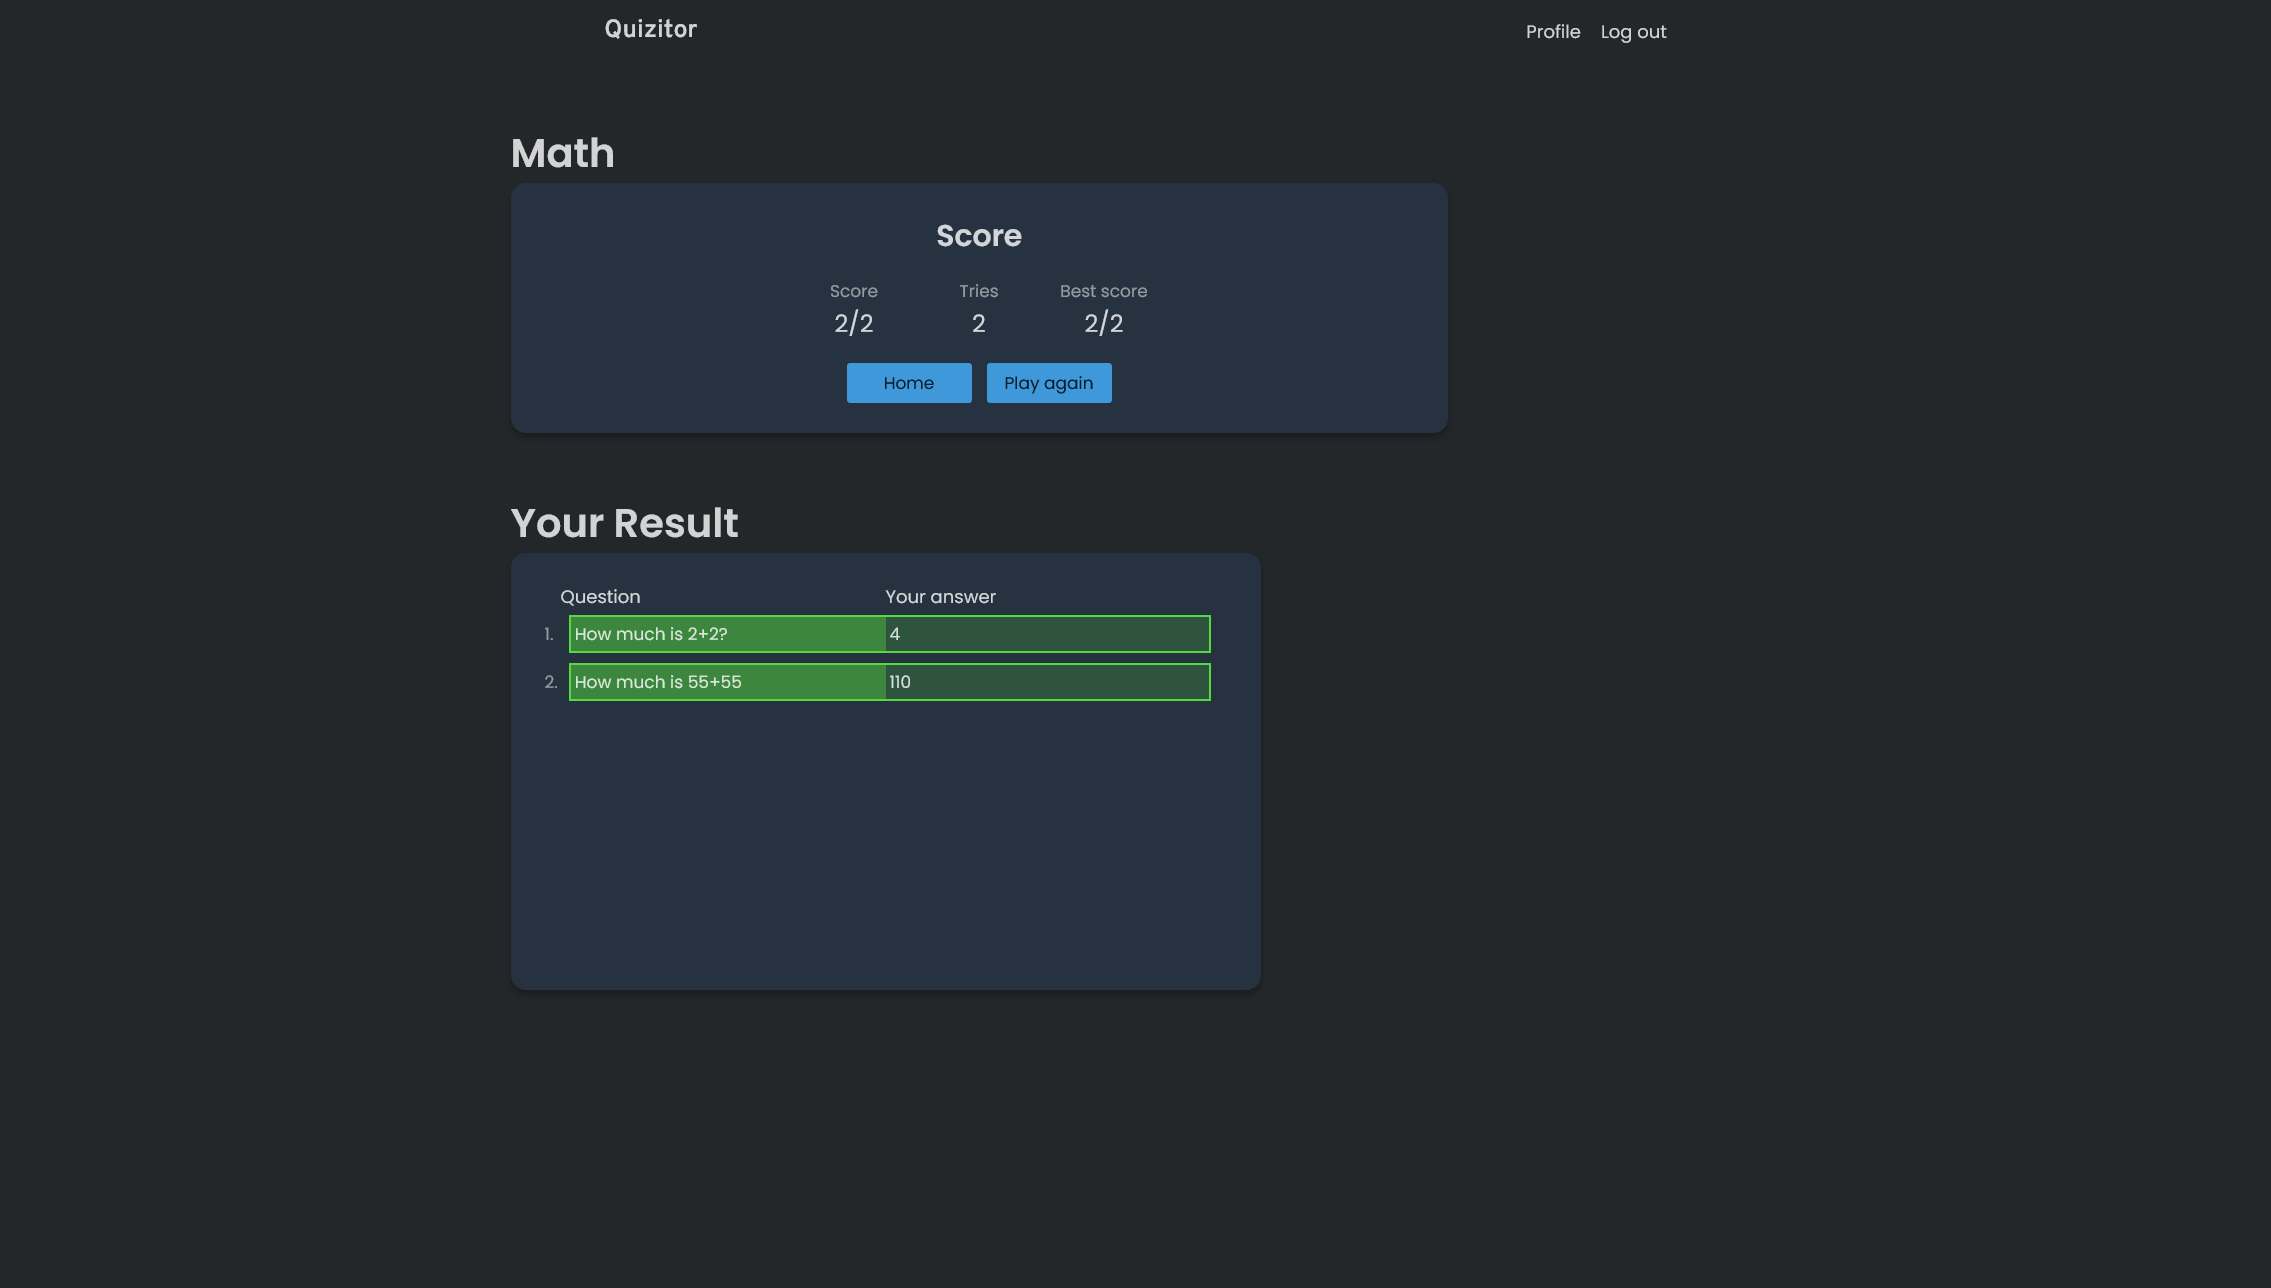 Quizitor
Profile Log out
Math
Score
Score Tries Best score
2/2 2 2/2
Home Play again
Your Result
Question Your answer
1. How much is 2+2? 4
2. How much is 55+55 110